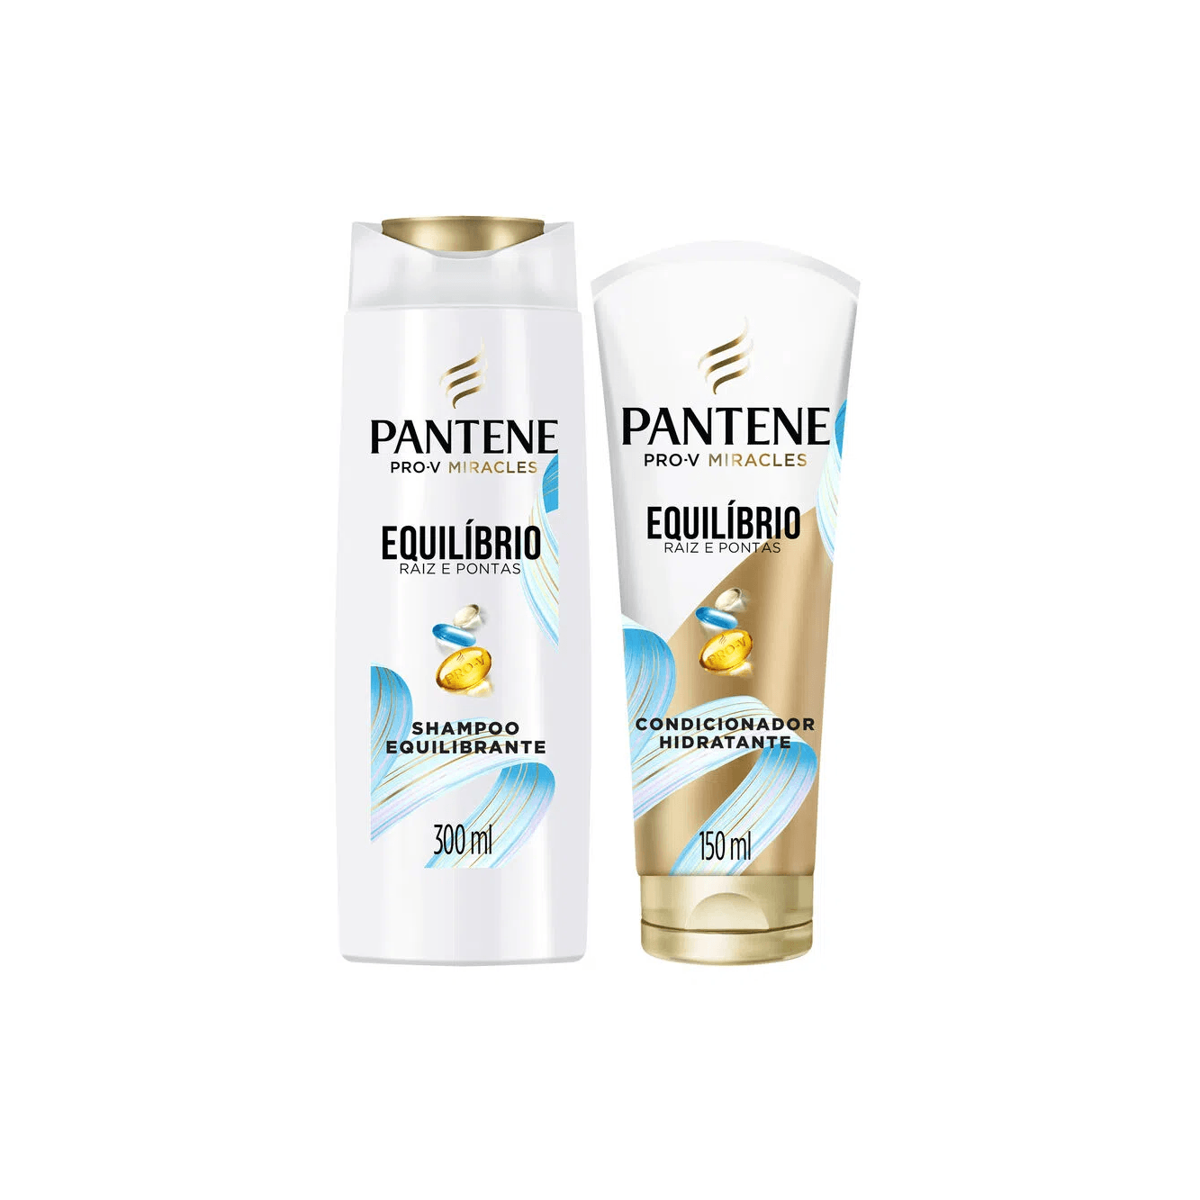 PANTENE
PRO-V MIRACLES
EQUILÍBRIO
RAIZ E PONTAS
PRO-V
SHAMPOO
EQUILIBRANTE
300 ml
PANTENE
PRO-V MIRACLES
EQUILÍBRIO
RAIZ E PONTAS
PRO-V
CONDICIONADOR
HIDRATANTE
150 ml